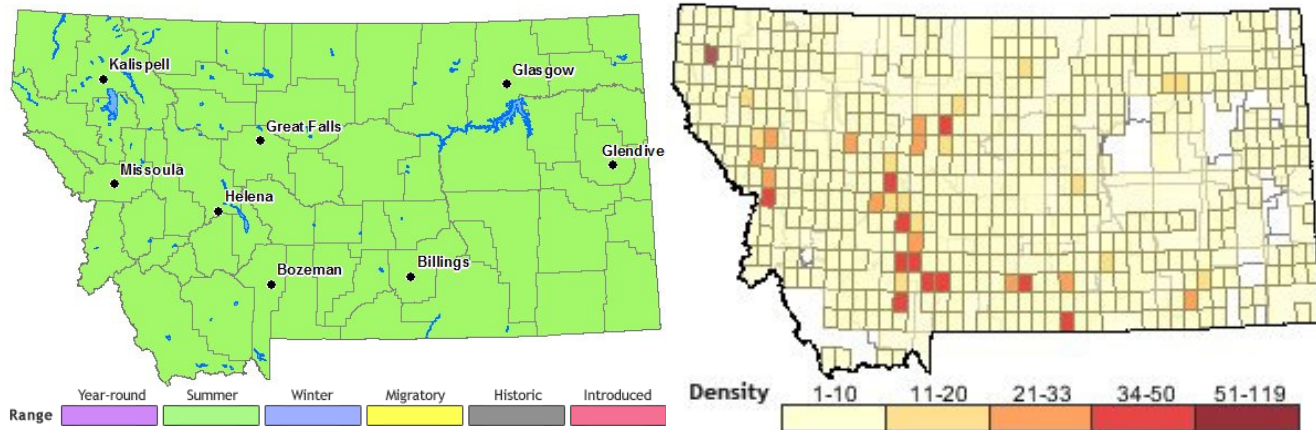 Kalispell
Glasgow
Great Falls
Glendive
Missoula
Helena
Bozeman
Billings
Range Year-round Summer Winter Migratory Historic Introduced
Density 1-10 11-20 21-33 34-50 51-119